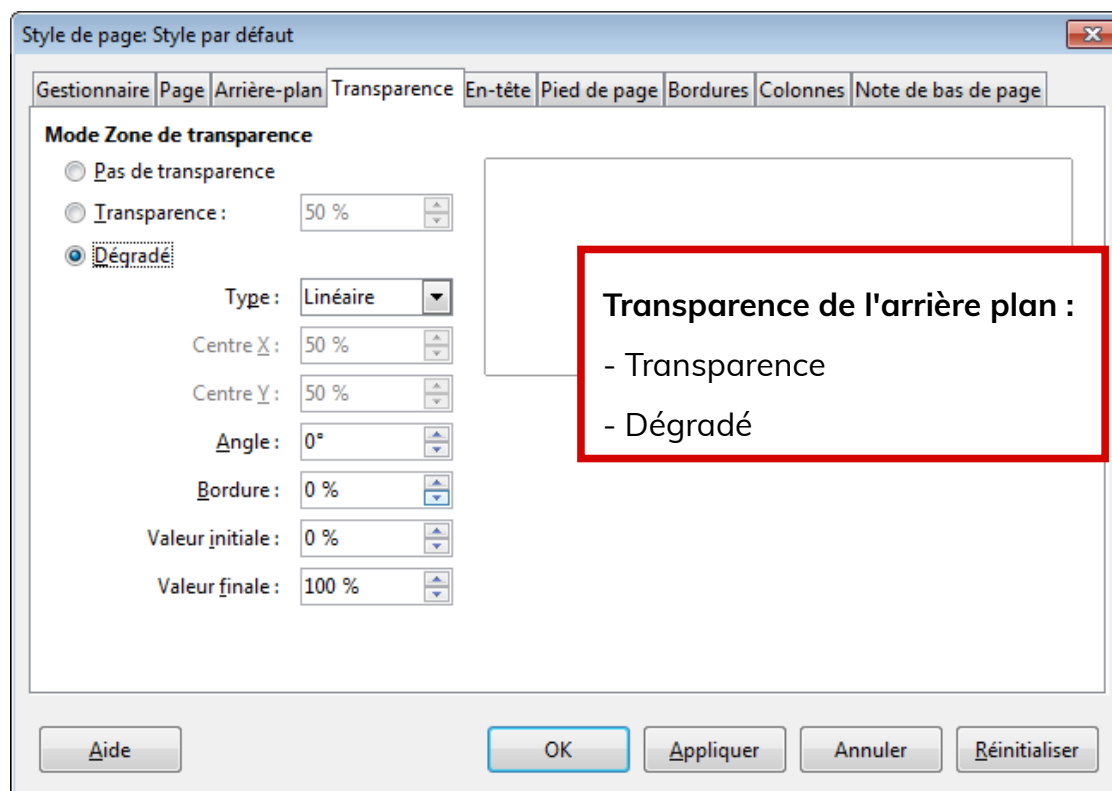 Style de page: Style par défaut
Gestionnaire Page Arrière-plan Transparence En-tête Pied de page Bordures Colonnes Note de bas de page
Mode Zone de transparence
Pas de transparence
Transparence : 50 %
Dégradé
Type : Linéaire
Centre X : 50 %
Centre Y : 50 %
Angle : 0°
Bordure : 0 %
Valeur initiale : 0 %
Valeur finale : 100 %
Transparence de l'arrière plan :
- Transparence
- Dégradé
Aide OK Appliquer Annuler Réinitialiser